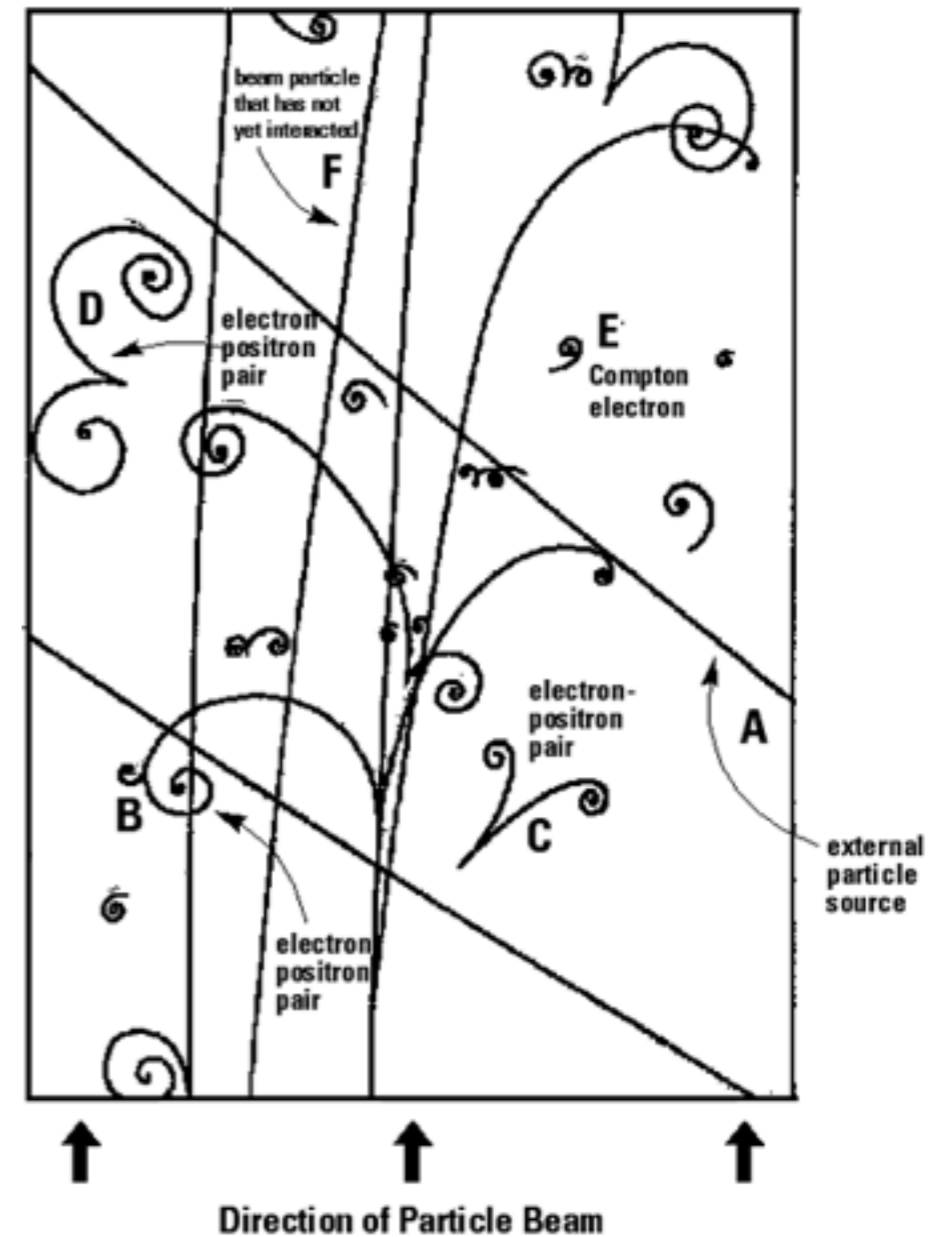 beam particle
that has not
yet interacted
F
D
electron
positron
pair
E
Compton
electron
electron-
positron
pair
A
C
B
external
particle
source
electron
positron
pair
Direction of Particle Beam